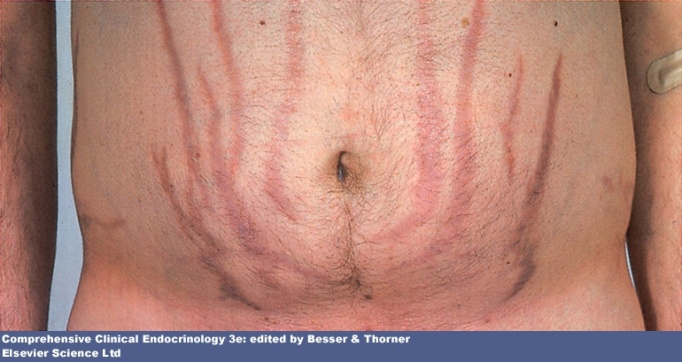 Comprehensive Clinical Endocrinology 3e: edited by Besser & Thorner
Elsevier Science Ltd